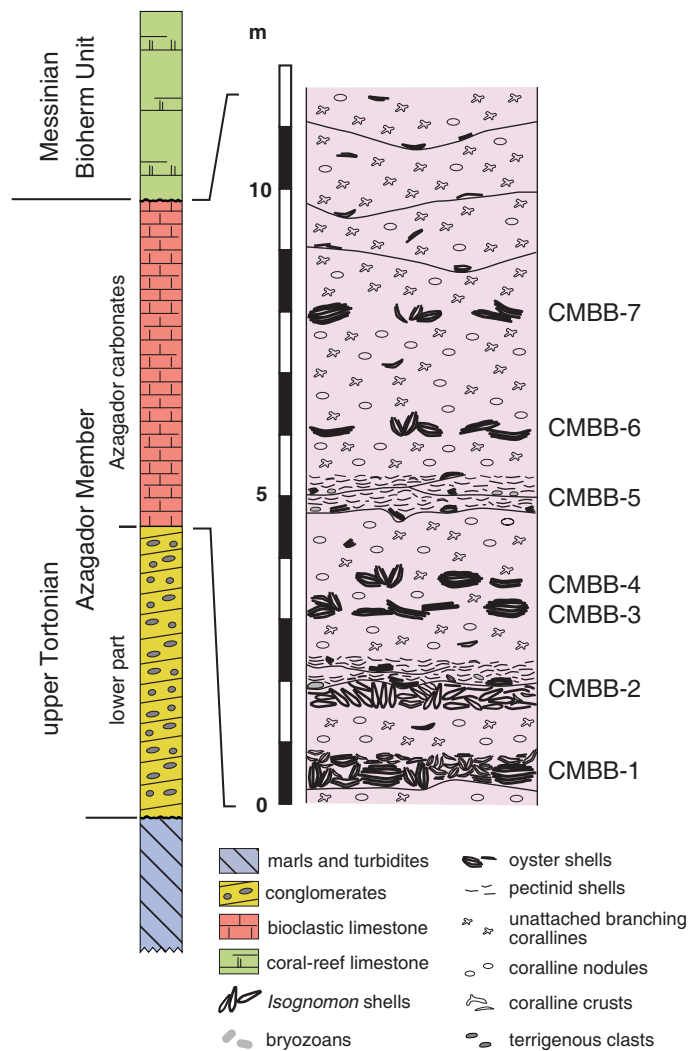 m
Messinian
Bioherm Unit
upper Tortonian
Azagador Member
Azagador carbonates
lower part
10
5
0
CMBB-7
CMBB-6
CMBB-5
CMBB-4
CMBB-3
CMBB-2
CMBB-1
marls and turbidites
conglomerates
bioclastic limestone
coral-reef limestone
Isognomon shells
bryozoans
oyster shells
pectinid shells
unattached branching
corallines
coralline nodules
coralline crusts
terrigenous clasts